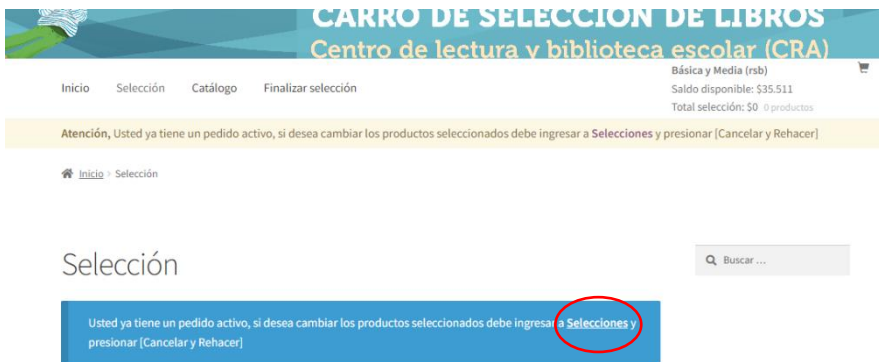 CARRO DE SELECCIÓN DE LIBROS
Centro de lectura y biblioteca escolar (CRA)
Inicio Selección Catálogo Finalizar selección
Básica y Media (rsb)
Saldo disponible: $35.511
Total selección: $0 0 productos
Atención, Usted ya tiene un pedido activo, si desea cambiar los productos seleccionados debe ingresar a Selecciones y presionar [Cancelar y Rehacer]
Inicio > Selección
Selección
Buscar ...
Usted ya tiene un pedido activo, si desea cambiar los productos seleccionados debe ingresar a Selecciones y
presionar [Cancelar y Rehacer]